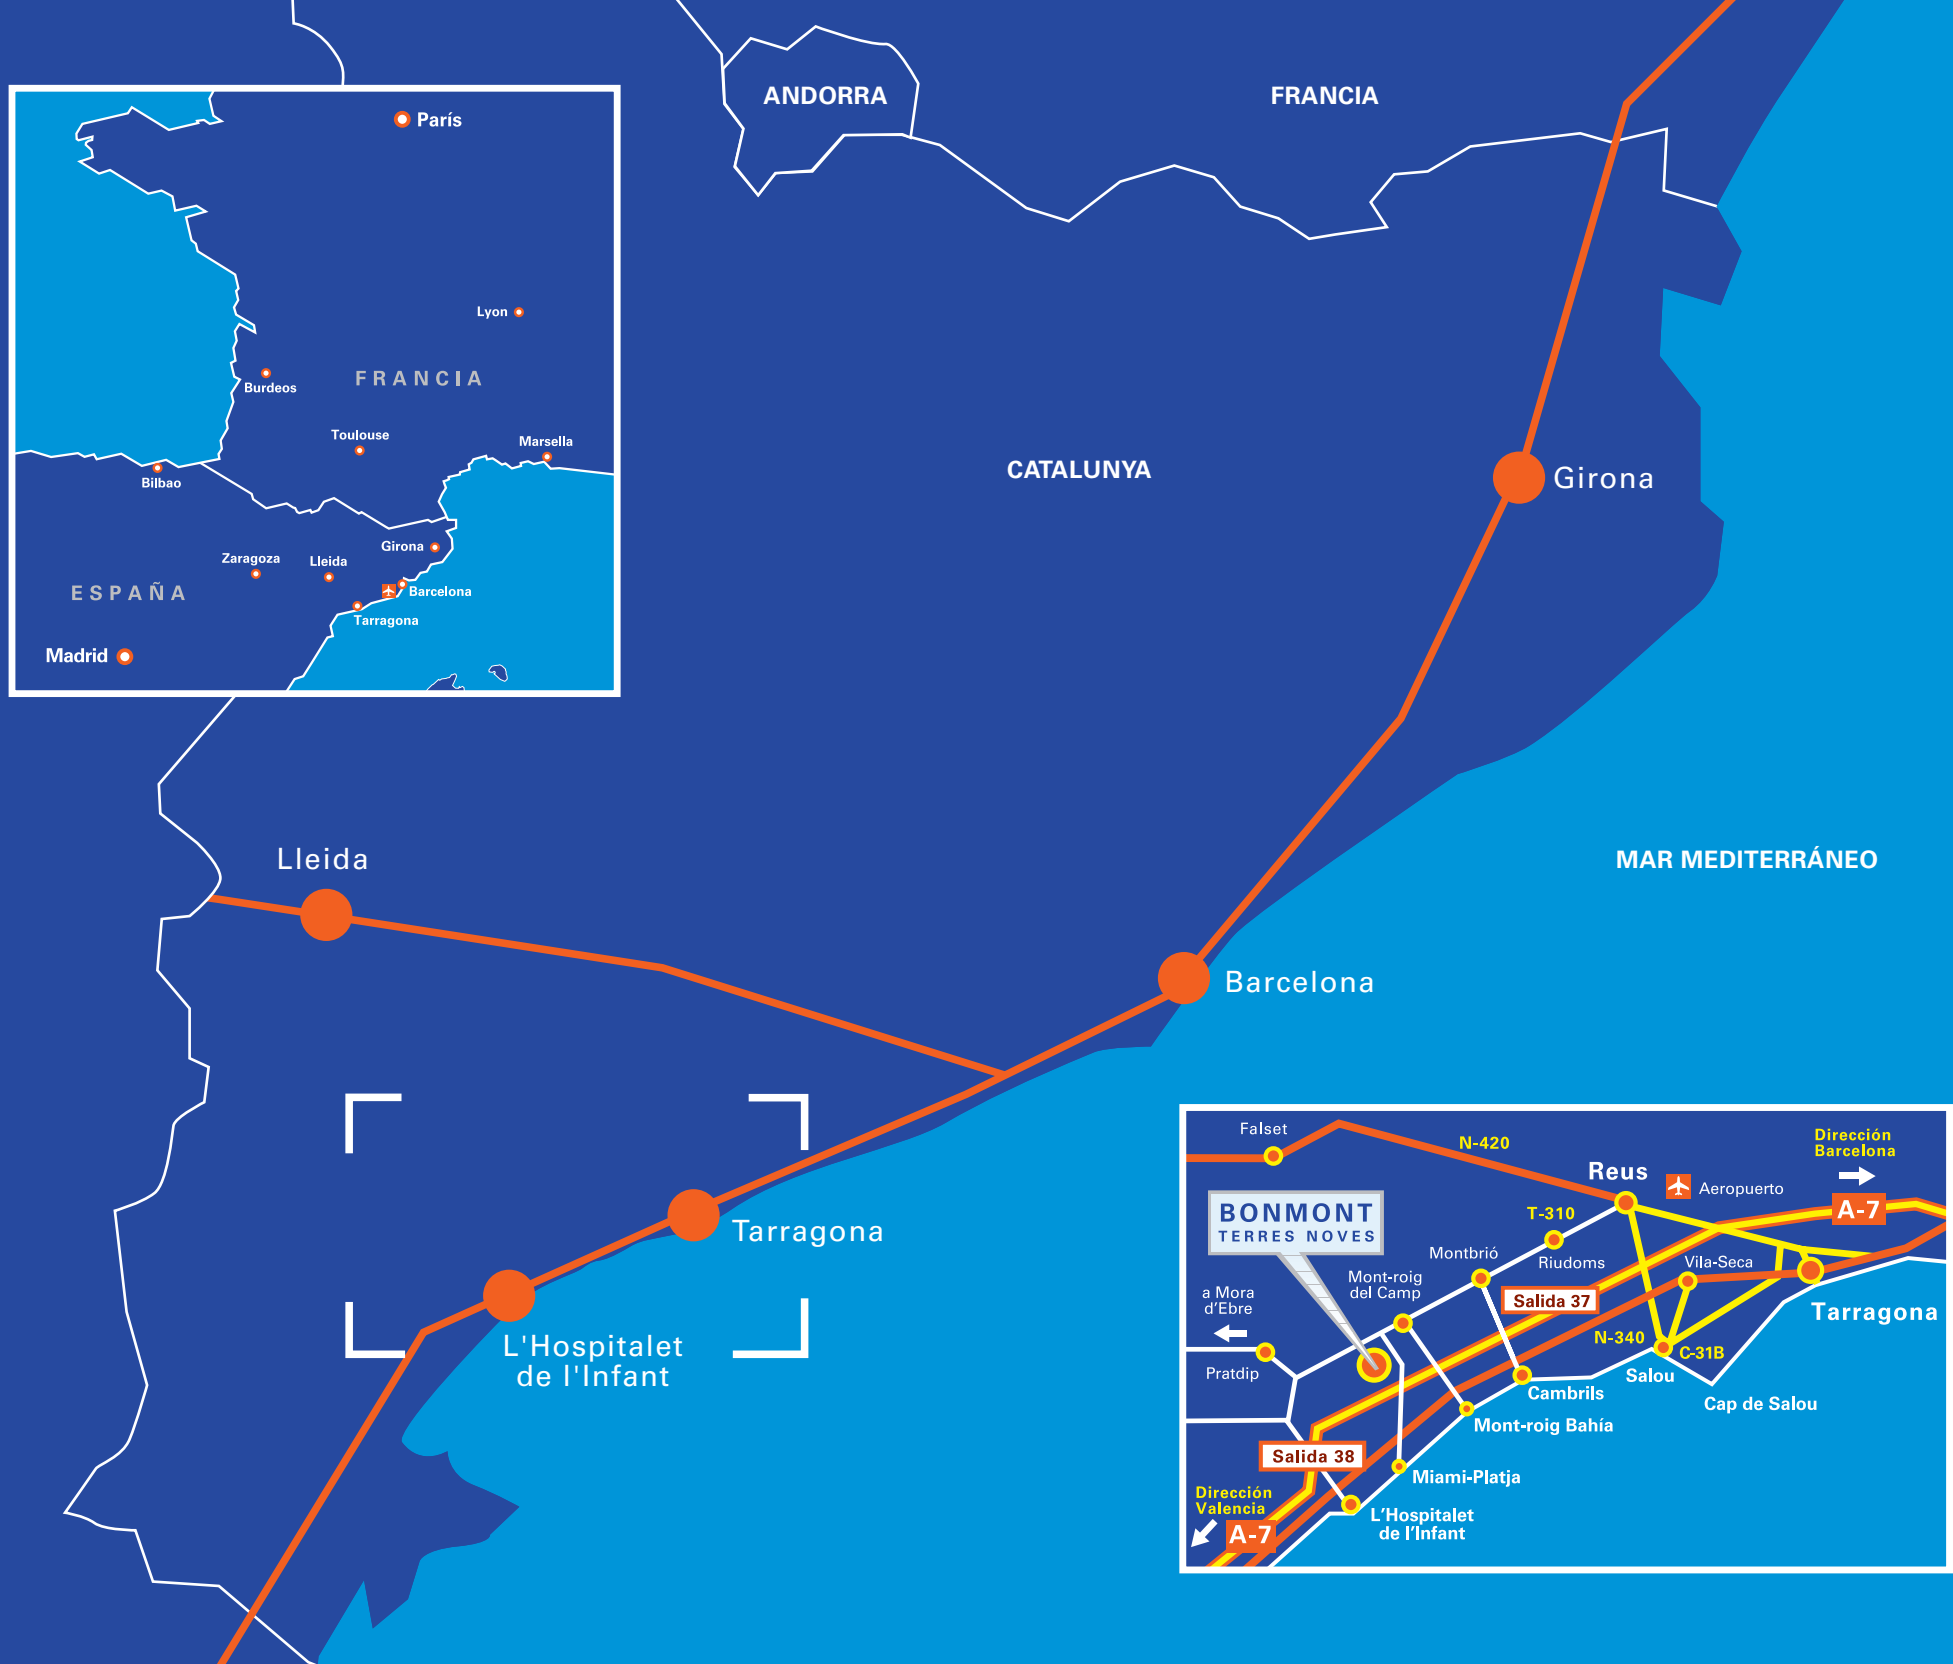 ANDORRA
FRANCIA
París
Lyon
Burdeos
FRANCIA
Toulouse
Marsella
Bilbao
Girona
Zaragoza
Lleida
ESPAÑA
Barcelona
Tarragona
Madrid
CATALUNYA
Girona
MAR MEDITERRÁNEO
Lleida
Barcelona
Tarragona
L'Hospitalet
de l'Infant
Falset
N-420
Dirección
Barcelona
Reus
Aeropuerto
A-7
BONMONT
TERRES NOVES
T-310
Montbrió
Riudoms
Vila-Seca
Mont-roig
del Camp
a Mora
d'Ebre
Salida 37
Tarragona
N-340
C-31B
Pratdip
Salou
Cambrils
Cap de Salou
Mont-roig Bahía
Salida 38
Miami-Platja
Dirección
Valencia
A-7
L'Hospitalet
de l'Infant